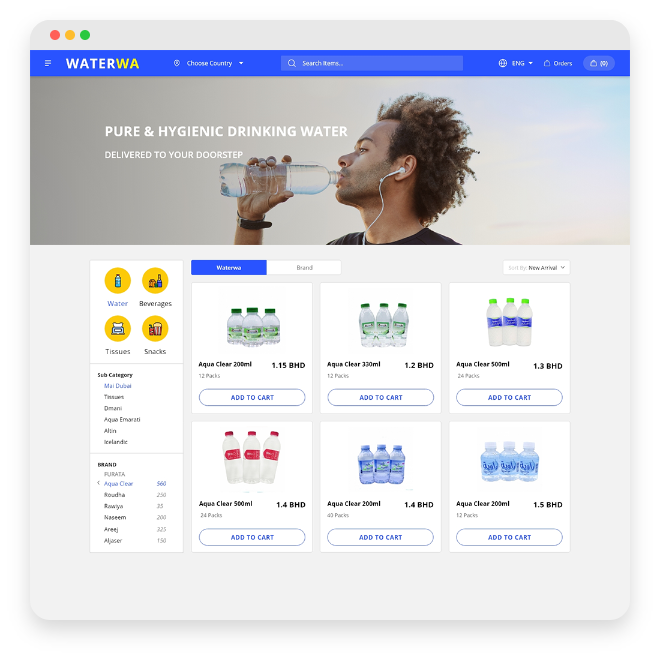 WATERWA
Choose Country
Search Items...
ENG
Orders
(0)
PURE & HYGIENIC DRINKING WATER
DELIVERED TO YOUR DOORSTEP
Water
Beverages
Tissues
Snacks
Sub Category
Mai Dubai
Tissues
Dmani
Aqua Emarati
Altin
Icelandic
BRAND
FURATA
Aqua Clear 560
Roudha 250
Rawiya 35
Naseem 200
Areej 325
Aljaser 150
Waterwa
Brand
Sort By: New Arrival
Aqua Clear 200ml 1.15 BHD
12 Packs
ADD TO CART
Aqua Clear 330ml 1.2 BHD
12 Packs
ADD TO CART
Aqua Clear 500ml 1.3 BHD
24 Packs
ADD TO CART
Aqua Clear 500ml 1.4 BHD
24 Packs
ADD TO CART
Aqua Clear 200ml 1.4 BHD
40 Packs
ADD TO CART
Aqua Clear 200ml 1.5 BHD
12 Packs
ADD TO CART